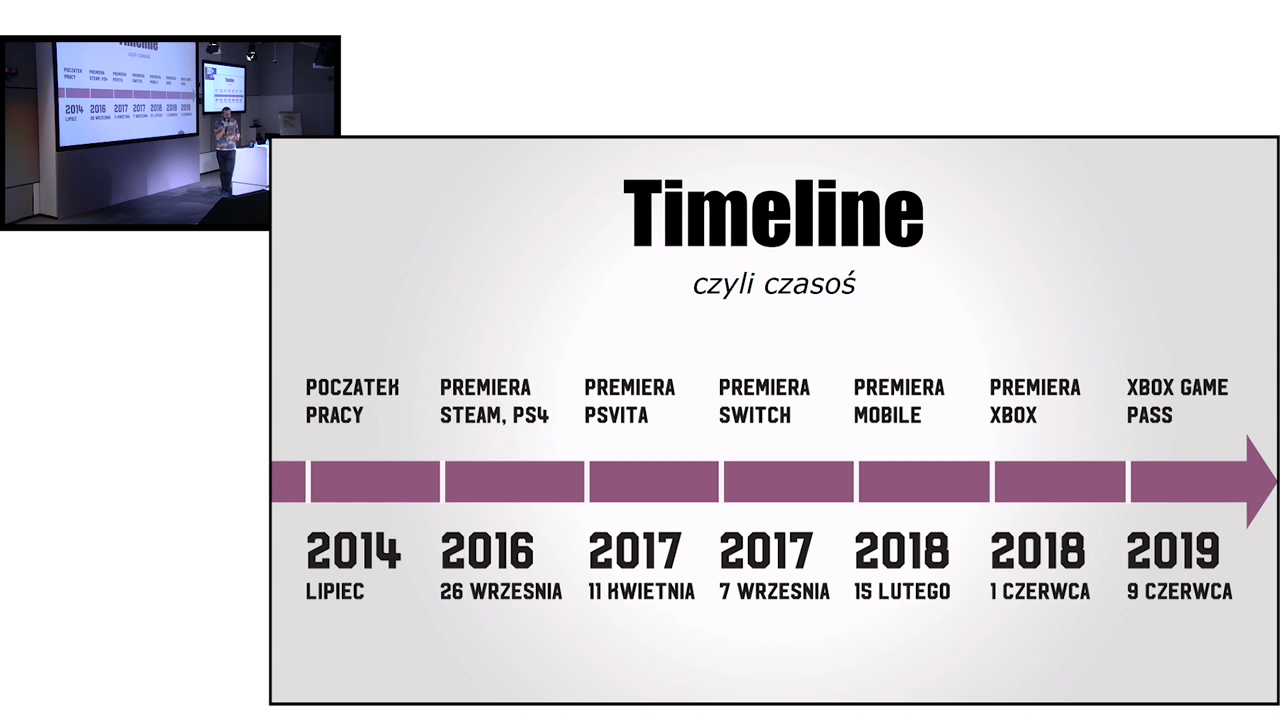 Timeline
czyli czasoś
POCZATEK
PRACY
PREMIERA
STEAM, PS4
PREMIERA
PSVITA
PREMIERA
SWITCH
PREMIERA
MOBILE
PREMIERA
XBOX
XBOX GAME
PASS
2014
LIPIEC
2016
26 WRZESNIA
2017
11 KWIETNIA
2017
7 WRZESNIA
2018
15 LUTEGO
2018
1 CZERWCA
2019
9 CZERWCA